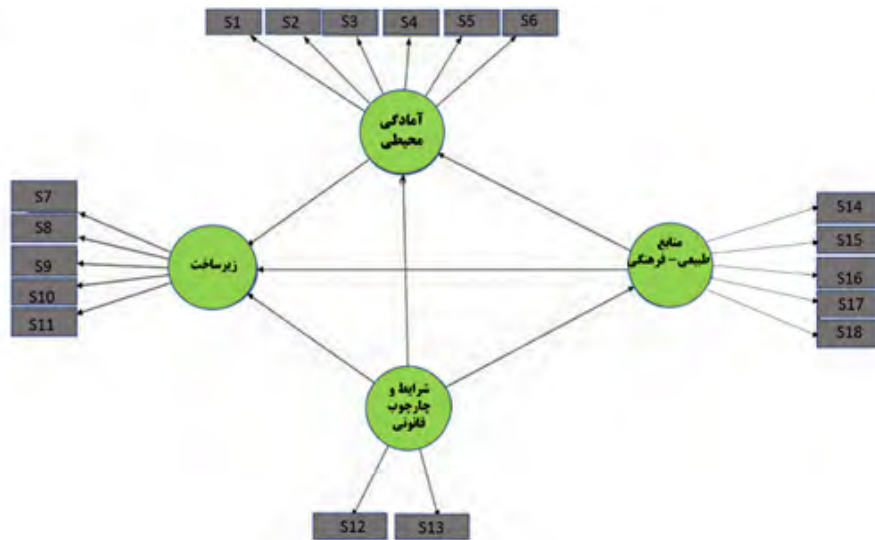 S1
S2
S3
S4
S5
S6
آمادگی
محیطی
S7
S8
S9
S10
S11
زیرساخت
منابع
طبیعی- فرهنگی
S14
S15
S16
S17
S18
شرایط و
چارچوب
قانونی
S12
S13